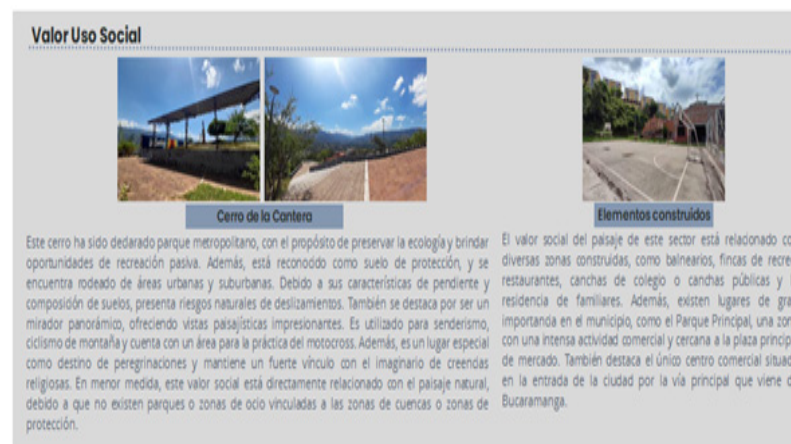 Valor Uso Social
Cerro de la Cantera
Este cerro ha sido declarado parque metropolitano, con el propósito de preservar la ecología y brindar
oportunidades de recreación pasiva. Además, está reconocido como suelo de protección, y se
encuentra rodeado de áreas urbanas y suburbanas. Debido a sus características de pendiente y
composición de suelos, presenta riesgos naturales de deslizamientos. También se destaca por ser un
mirador panorámico, ofreciendo vistas paisajísticas impresionantes. Es utilizado para senderismo,
ciclismo de montaña y cuenta con un área para la práctica del motocross. Además, es un lugar especial
como destino de peregrinaciones y mantiene un fuerte vínculo con el imaginario de creencias
religiosas. En menor medida, este valor social está directamente relacionado con el paisaje natural,
debido a que no existen parques o zonas de ocio vinculadas a las zonas de cuencas o zonas de
protección.
Elementos construidos
El valor social del paisaje de este sector está relacionado
diversas zonas construidas, como balnearios, fincas de
restaurantes, canchas de colegio o canchas públicas y
residencia de familiares. Además, existen lugares de
importancia en el municipio, como el Parque Principal, una
con una intensa actividad comercial y cercana a la plaza
de mercado. También destaca el único centro comercial
en la entrada de la ciudad por la vía principal que viene
Bucaramanga.